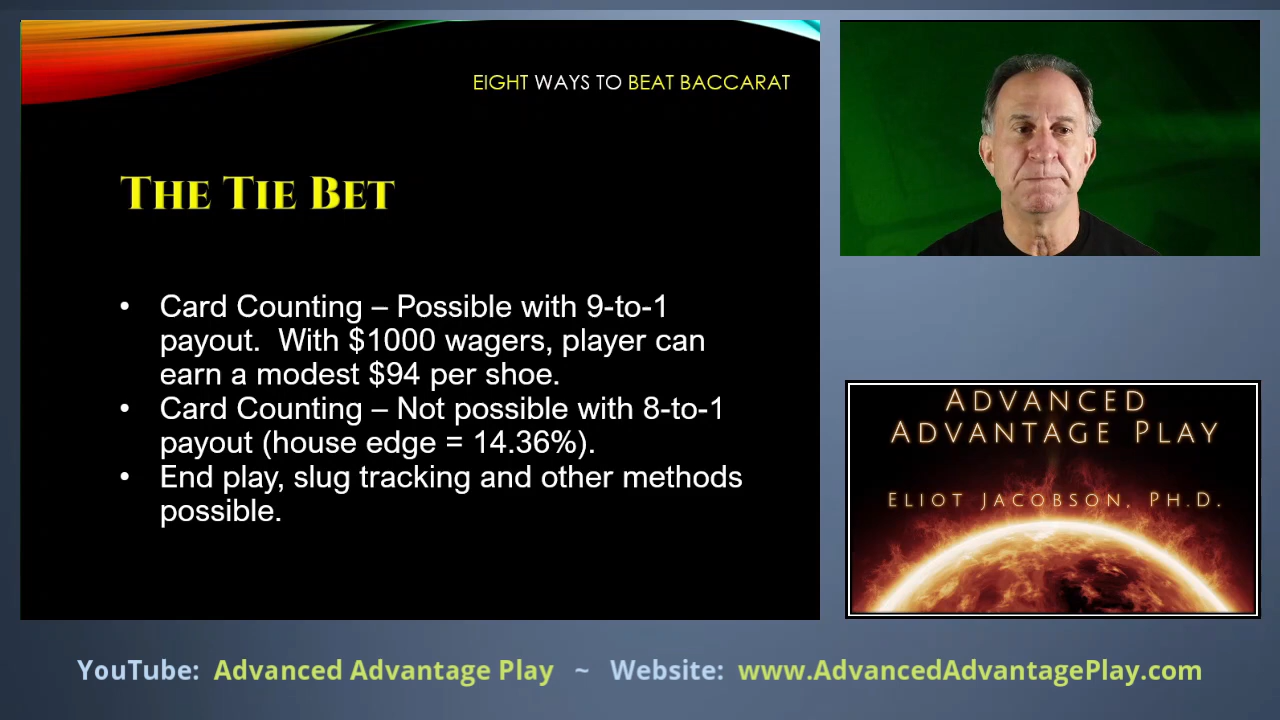 EIGHT WAYS TO BEAT BACCARAT
THE TIE BET
• Card Counting – Possible with 9-to-1
payout.  With $1000 wagers, player can
earn a modest $94 per shoe.
• Card Counting – Not possible with 8-to-1
payout (house edge = 14.36%).
• End play, slug tracking and other methods
possible.
ADVANCED
ADVANTAGE PLAY
ELIOT JACOBSON, PH.D.
YouTube: Advanced Advantage Play ~ Website: www.AdvancedAdvantagePlay.com